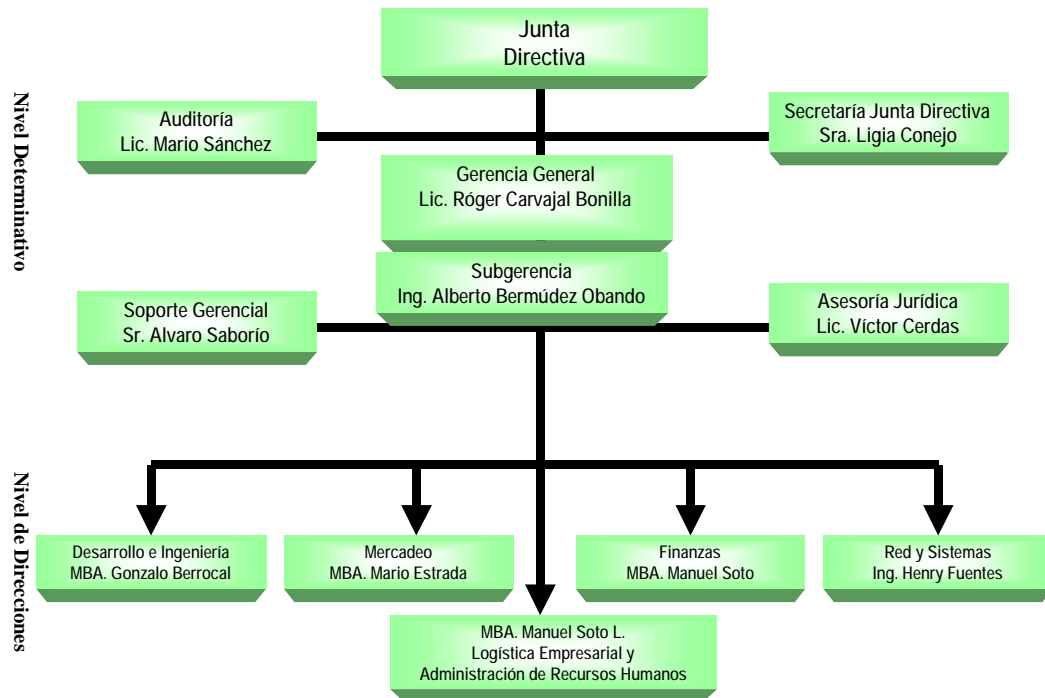 Junta
Directiva
Nivel Determinativo
Auditoría
Lic. Mario Sánchez
Secretaría Junta Directiva
Sra. Ligia Conejo
Gerencia General
Lic. Róger Carvajal Bonilla
Subgerencia
Ing. Alberto Bermúdez Obando
Soporte Gerencial
Sr. Alvaro Saborío
Asesoría Jurídica
Lic. Víctor Cerdas
Nivel de Direcciones
Desarrollo e Ingeniería
MBA. Gonzalo Berrocal
Mercadeo
MBA. Mario Estrada
Finanzas
MBA. Manuel Soto
Red y Sistemas
Ing. Henry Fuentes
MBA. Manuel Soto L.
Logística Empresarial y
Administración de Recursos Humanos